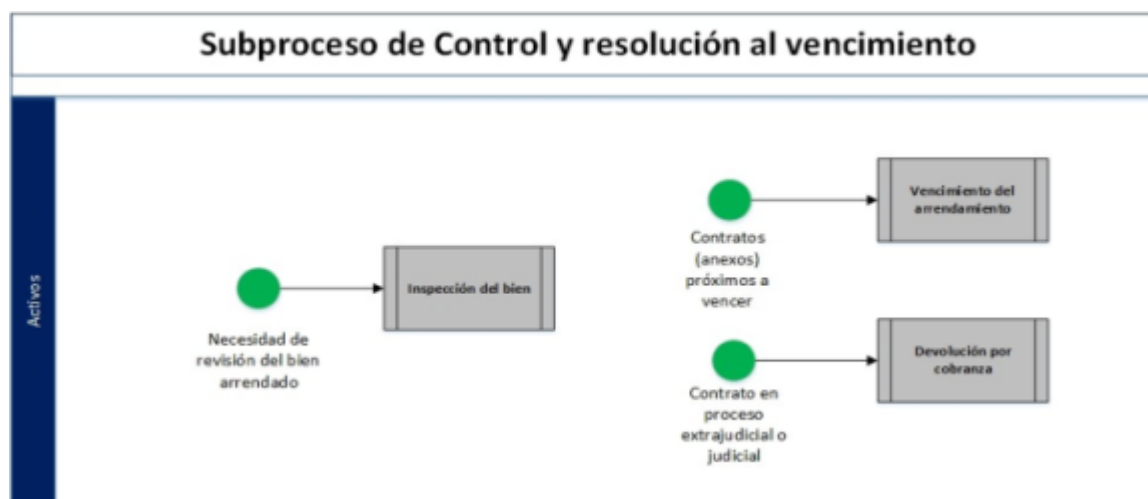 Subproceso de Control y resolución al vencimiento
Activos
Necesidad de
revisión del bien
arrendado
Inspección del bien
Contratos
(anexos)
próximos a
vencer
Vencimiento del
arrendamiento
Contrato en
proceso
extrajudicial o
judicial
Devolución por
cobranza